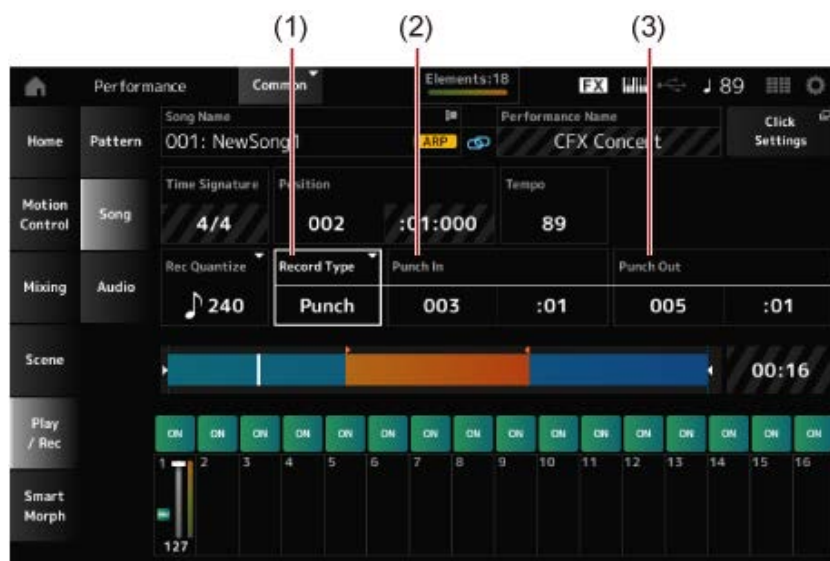 (1) (2) (3)
Performance Common Elements:18 FX 89
Home Pattern Song Name Performance Name Click Settings
001: NewSong1 ARP CFX Concert
Motion Control Song Time Signature Position Tempo
4/4 002 :01:000 89
Mixing Audio Rec Quantize Record Type Punch In Punch Out
240 Punch 003 :01 005 :01
Scene 00:16
Play / Rec ON ON ON ON ON ON ON ON ON ON ON ON ON ON ON ON
1 2 3 4 5 6 7 8 9 10 11 12 13 14 15 16
Smart Morph
127